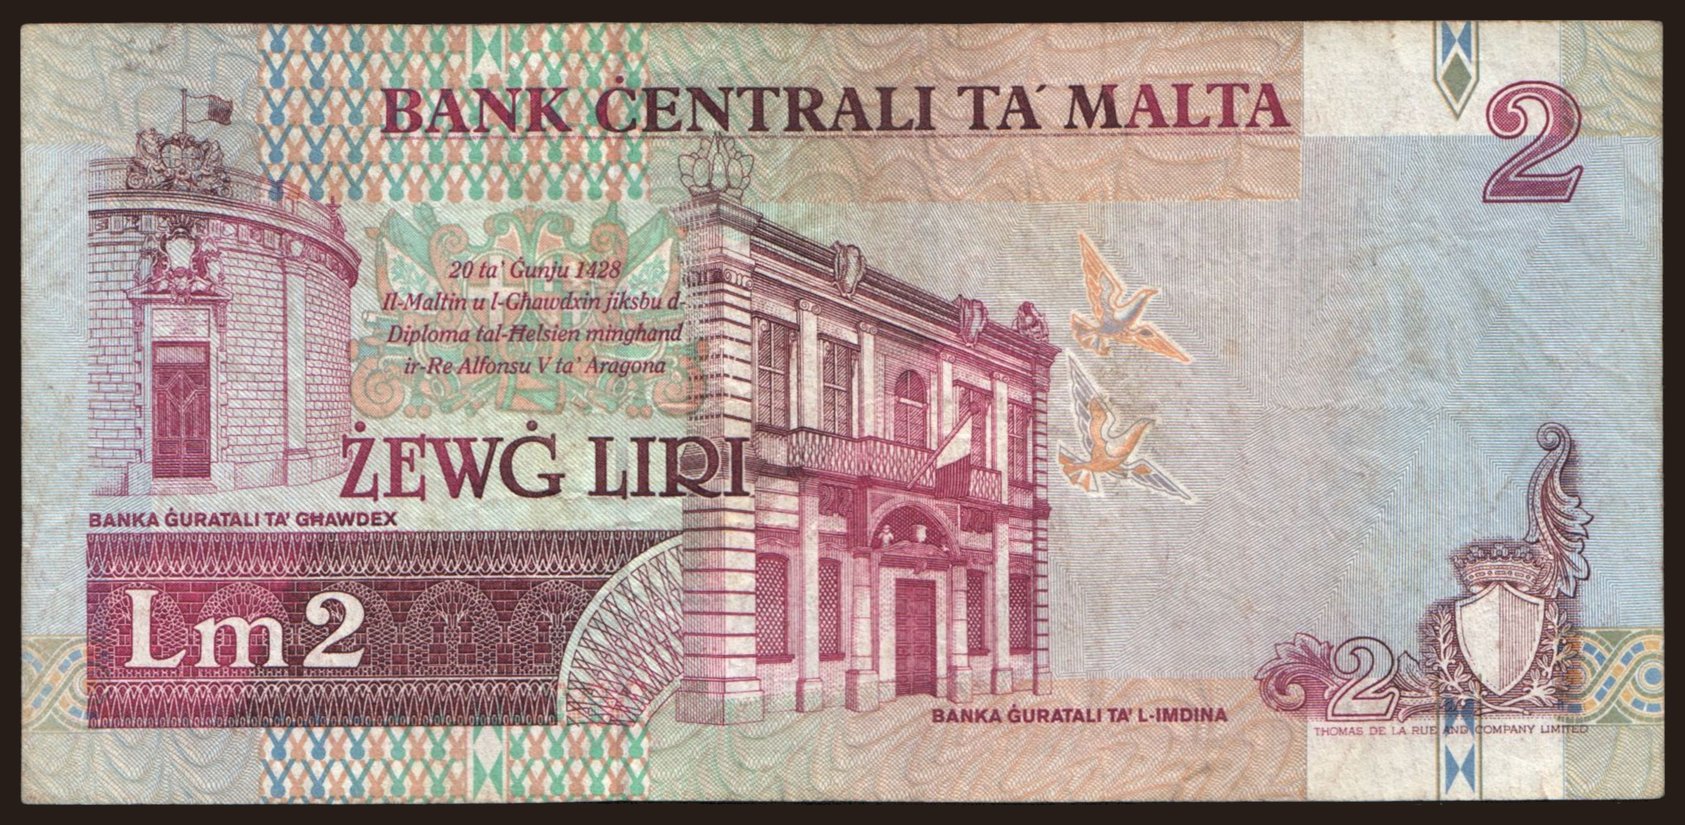 BANK ĊENTRALI TA' MALTA
2
20 ta' Ġunju 1428
Il-Maltin u l-Għawdxin jiksbu d-
Diploma tal-Ħelsien mingħand
ir-Re Alfonsu V ta' Aragona
ŻEWĠ LIRI
BANKA ĠURATALI TA' GĦAWDEX
Lm2
BANKA ĠURATALI TA' L-IMDINA
2
THOMAS DE LA RUE AND COMPANY LIMITED